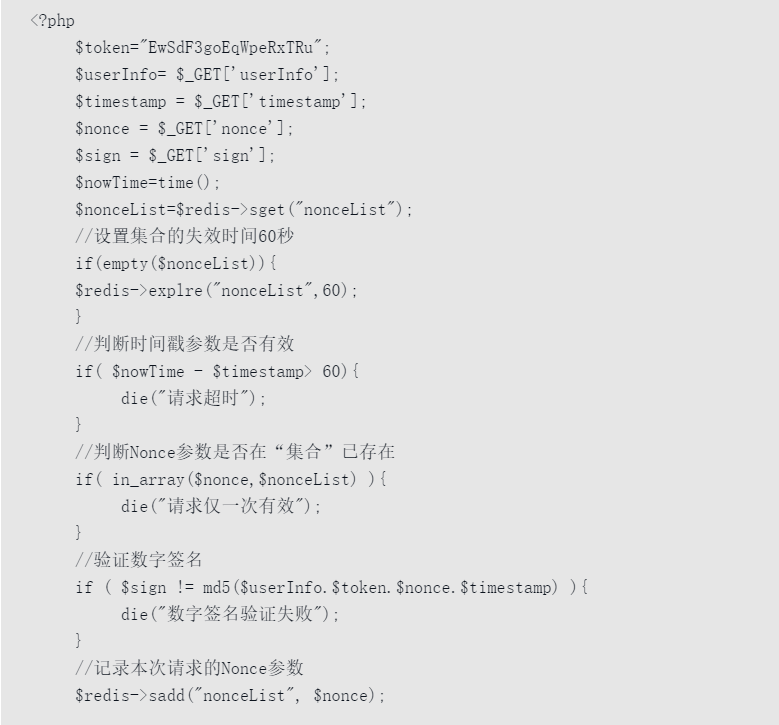 <?php
$token="EwSdF3goEqWpeRxTRu";
$userInfo= $_GET['userInfo'];
$timestamp = $_GET['timestamp'];
$nonce = $_GET['nonce'];
$sign = $_GET['sign'];
$nowTime=time();
$nonceList=$redis->sget("nonceList");
//设置集合的失效时间60秒
if(empty($nonceList)){
$redis->explre("nonceList",60);
}
//判断时间戳参数是否有效
if( $nowTime - $timestamp> 60){
die("请求超时");
}
//判断Nonce参数是否在“集合”已存在
if( in_array($nonce,$nonceList) ){
die("请求仅一次有效");
}
//验证数字签名
if ( $sign != md5($userInfo.$token.$nonce.$timestamp) ){
die("数字签名验证失败");
}
//记录本次请求的Nonce参数
$redis->sadd("nonceList", $nonce);